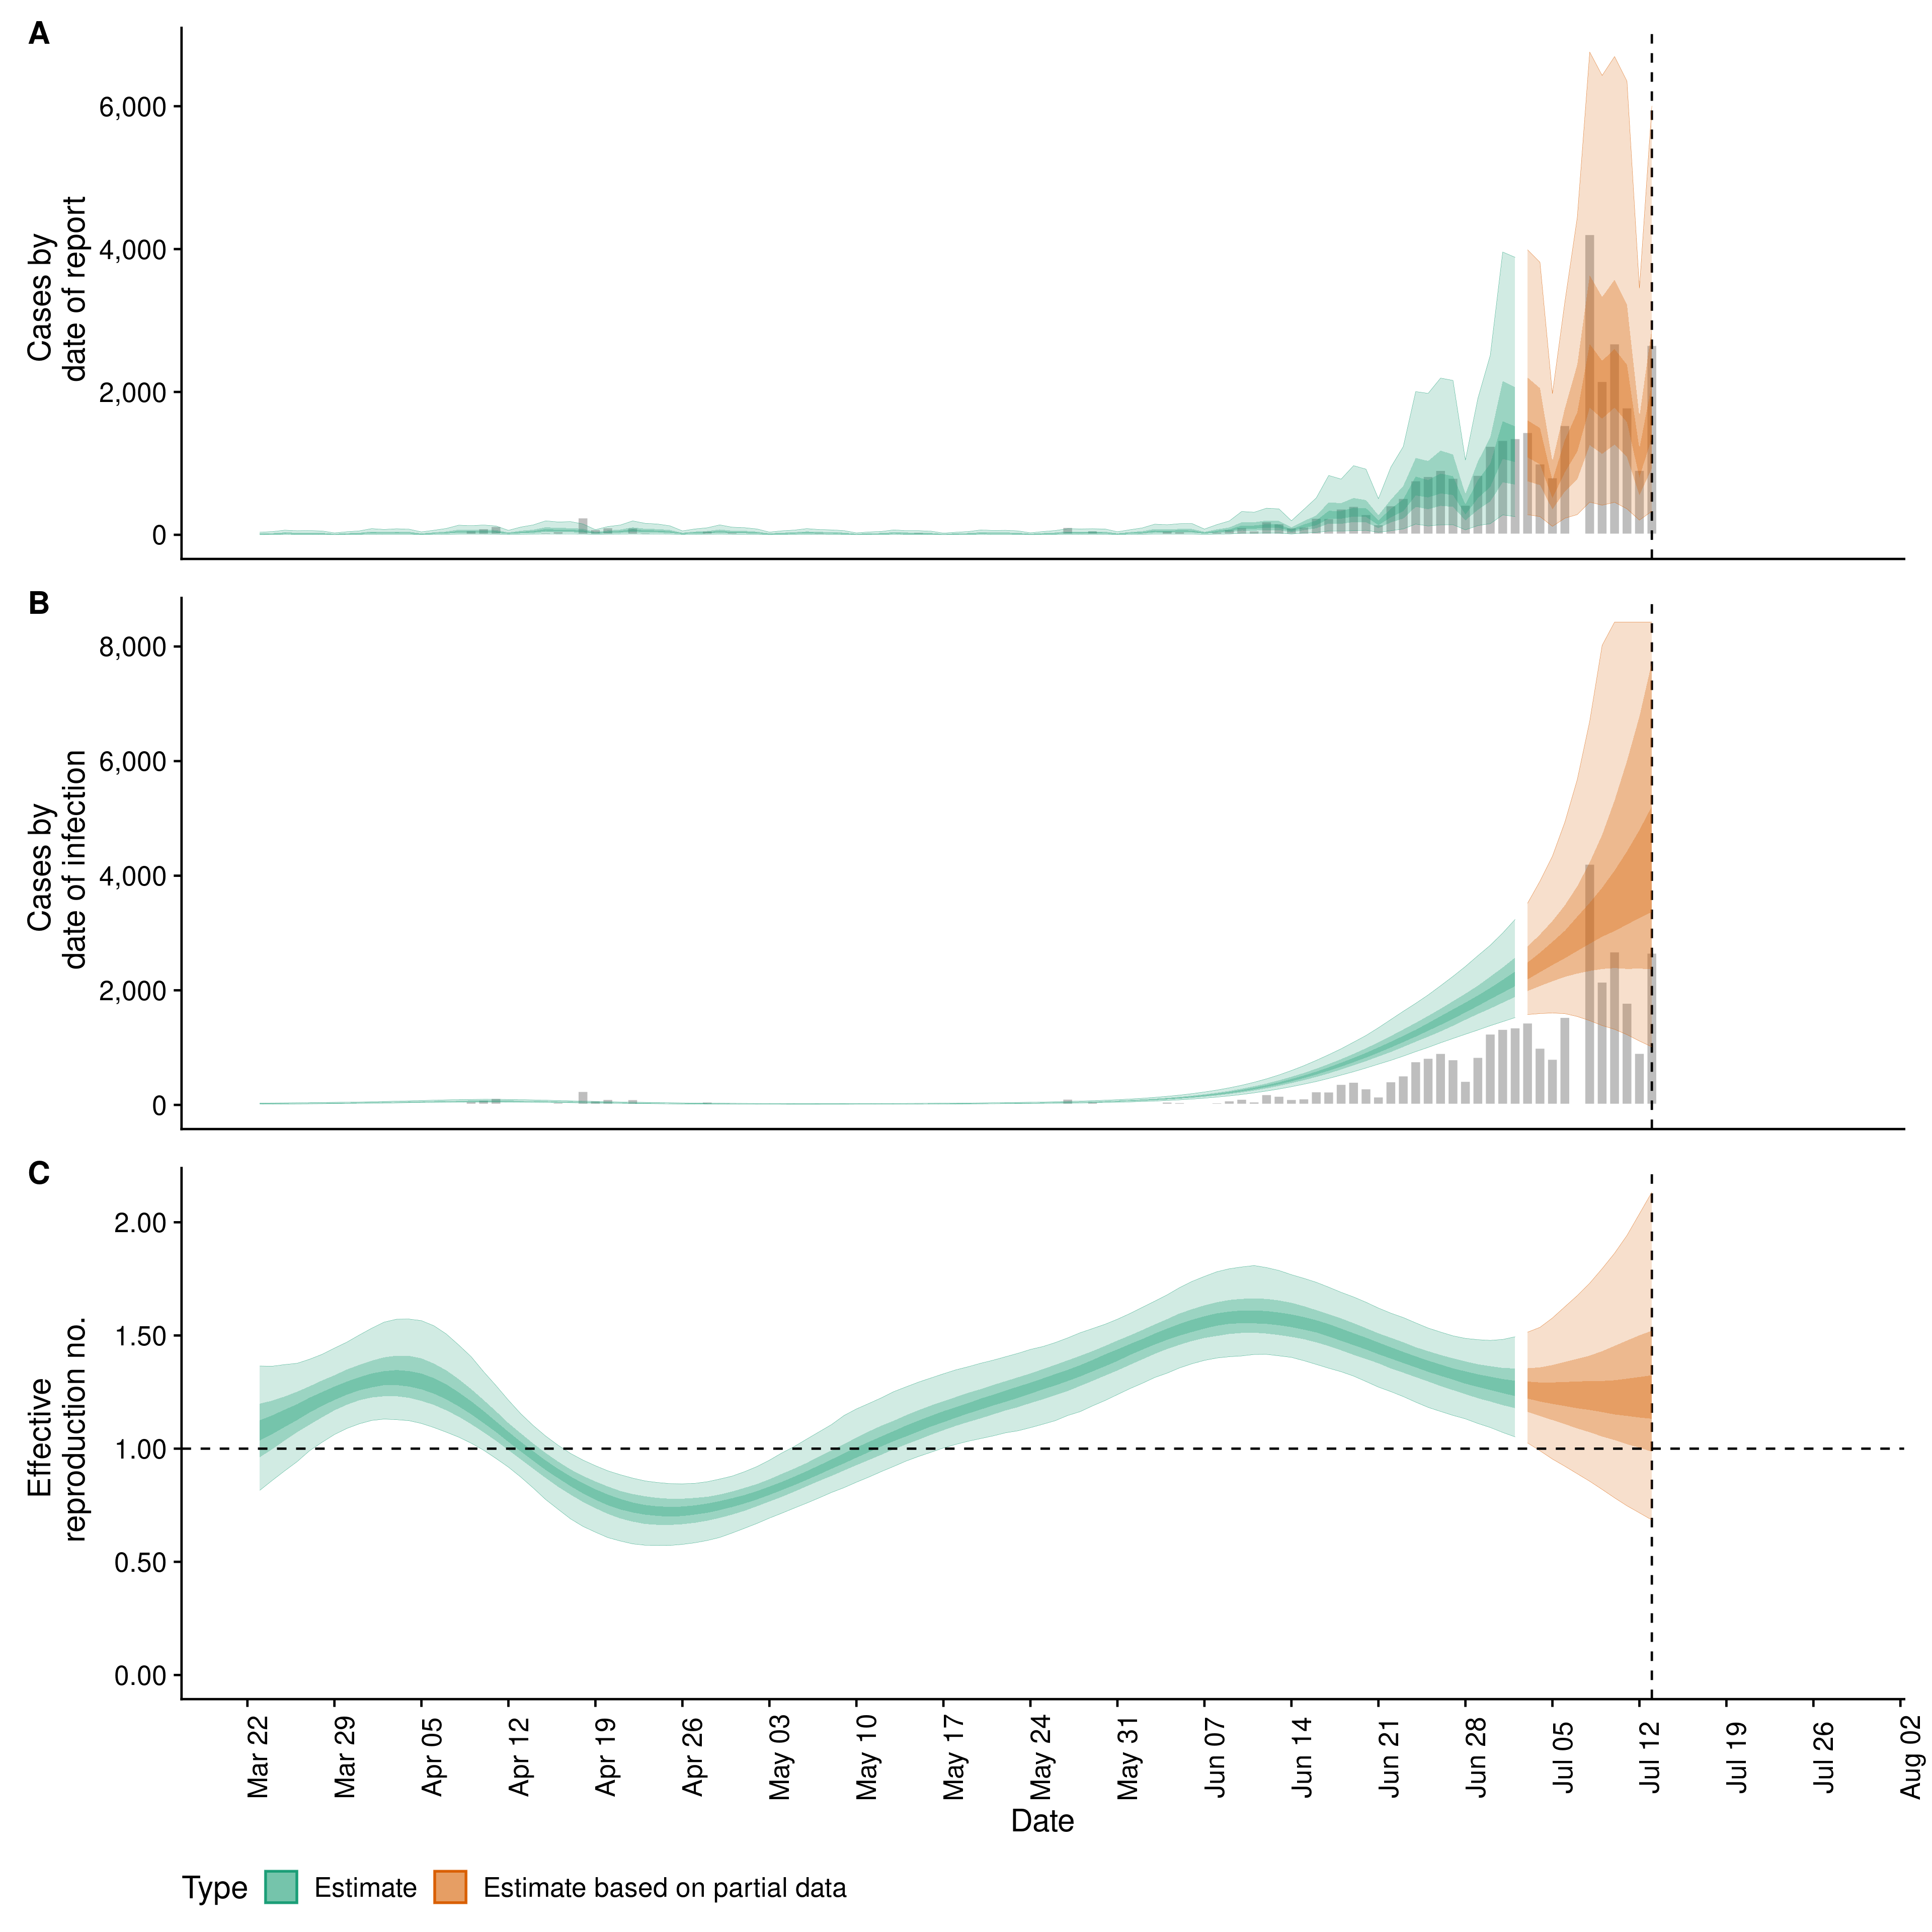 A
Cases by
date of report
6,000
4,000
2,000
0
B
Cases by
date of infection
8,000
6,000
4,000
2,000
0
C
Effective
reproduction no.
2.00
1.50
1.00
0.50
0.00
Mar 22
Mar 29
Apr 05
Apr 12
Apr 19
Apr 26
May 03
May 10
May 17
May 24
May 31
Jun 07
Jun 14
Jun 21
Jun 28
Jul 05
Jul 12
Jul 19
Jul 26
Aug 02
Date
Type Estimate Estimate based on partial data